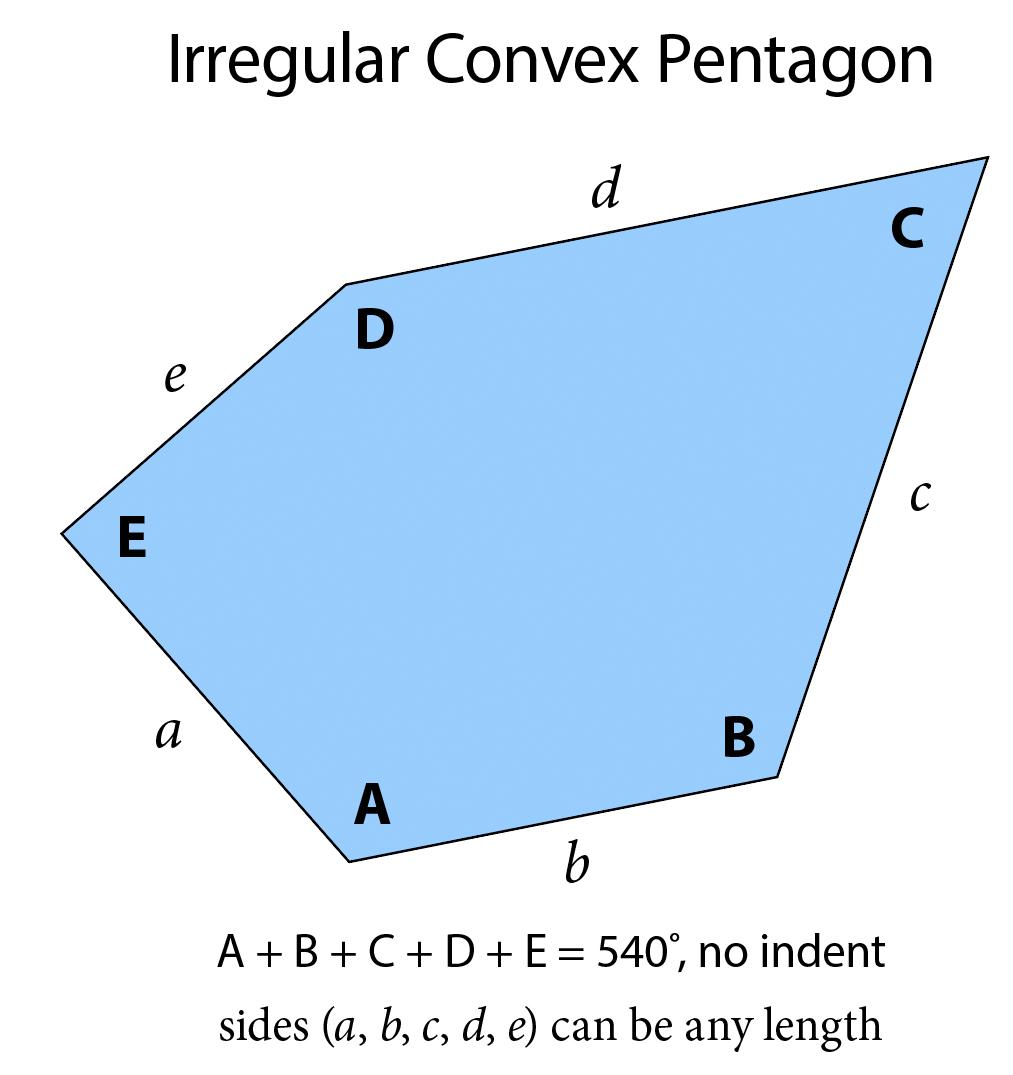 Irregular Convex Pentagon
d
C
D
e
c
E
a
B
A
b
A + B + C + D + E = 540°, no indent
sides (a, b, c, d, e) can be any length